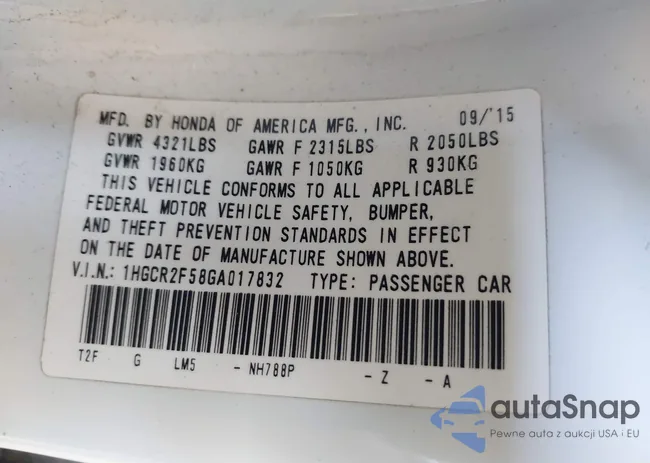 MFD. BY HONDA OF AMERICA MFG., INC. 09/'15
GVWR 4321LBS GAWR F 2315LBS R 2050LBS
GVWR 1960KG GAWR F 1050KG R 930KG
THIS VEHICLE CONFORMS TO ALL APPLICABLE
FEDERAL MOTOR VEHICLE SAFETY, BUMPER,
AND THEFT PREVENTION STANDARDS IN EFFECT
ON THE DATE OF MANUFACTURE SHOWN ABOVE.
V.I.N.: 1HGCR2F58GA017832 TYPE: PASSENGER CAR
T2F G LM5 - NH788P - Z - A
autaSnap
Pewne auta z aukcji USA i EU